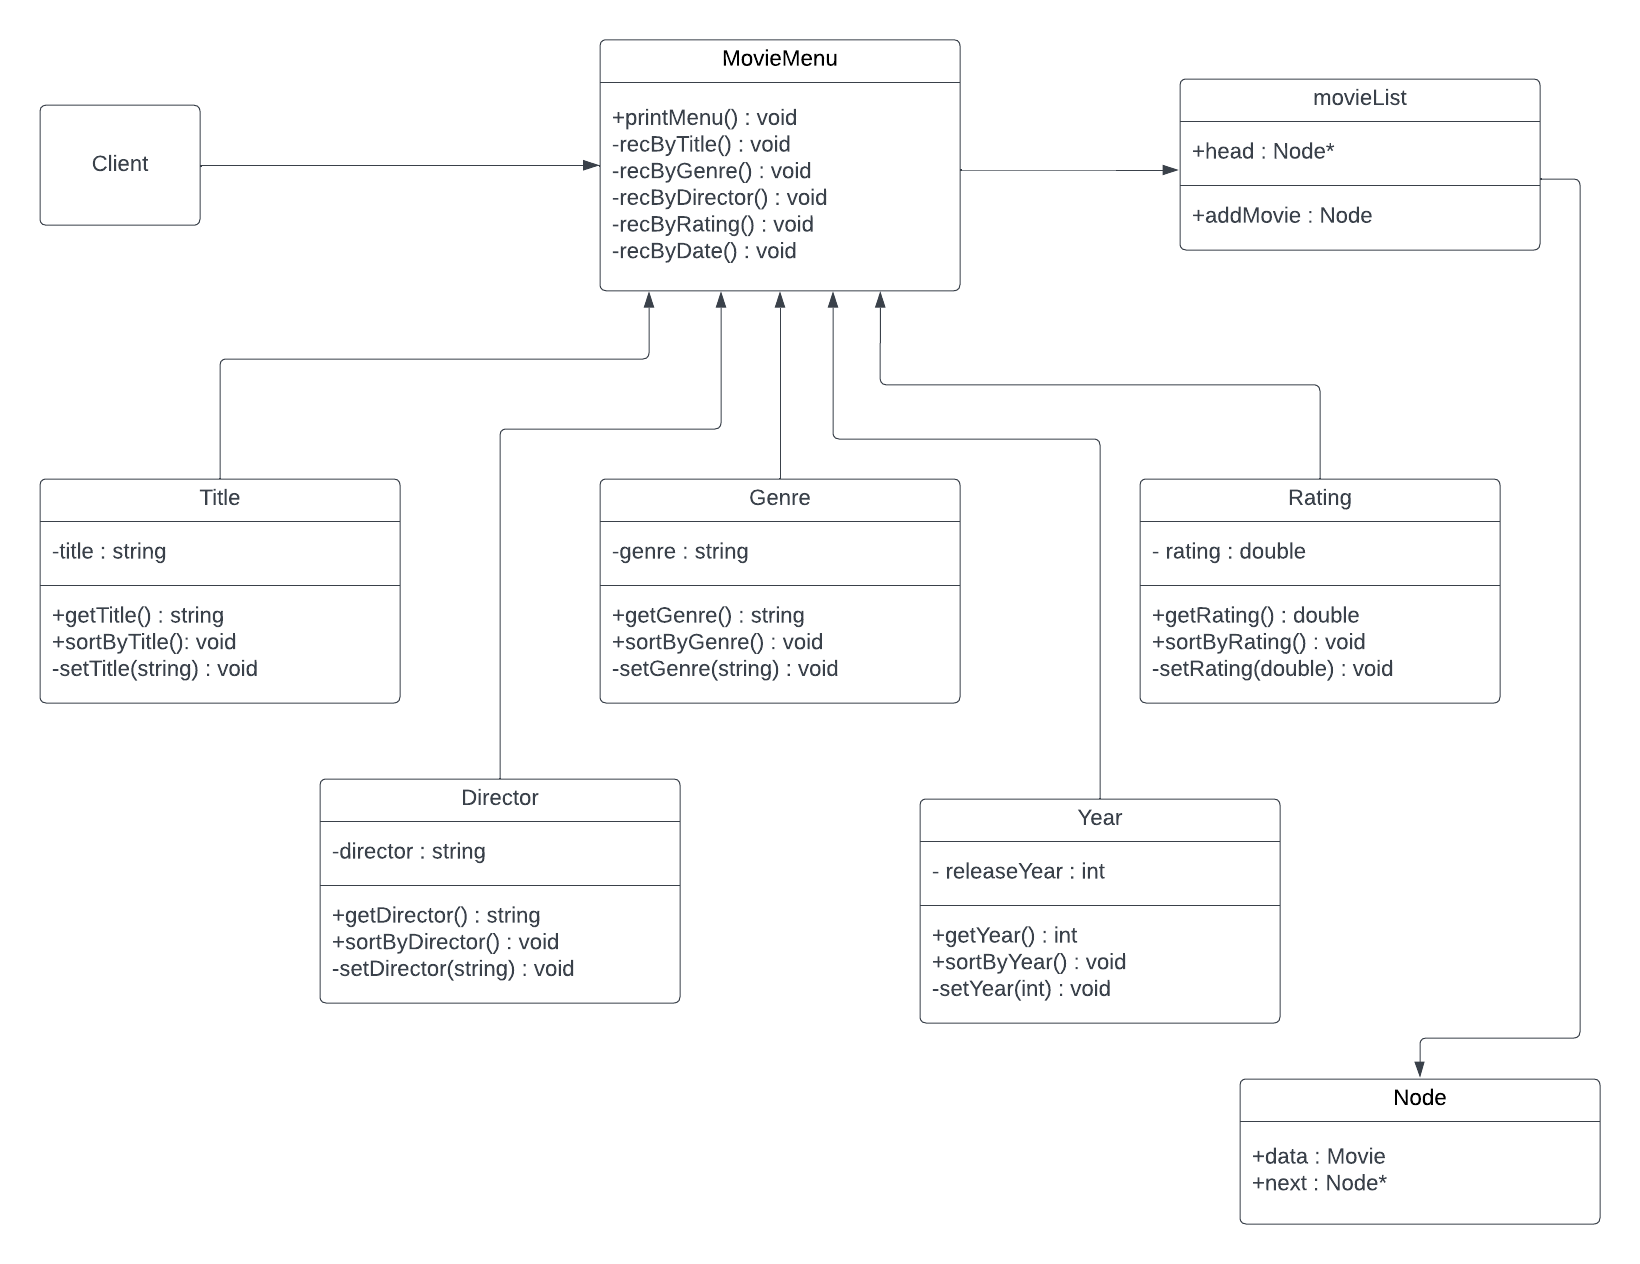 MovieMenu
+printMenu() : void
-recByTitle() : void
-recByGenre() : void
-recByDirector() : void
-recByRating() : void
-recByDate() : void
movieList
+head : Node*
+addMovie : Node
Client
Title
-title : string
+getTitle() : string
+sortByTitle(): void
-setTitle(string) : void
Genre
-genre : string
+getGenre() : string
+sortByGenre() : void
-setGenre(string) : void
Rating
- rating : double
+getRating() : double
+sortByRating() : void
-setRating(double) : void
Director
-director : string
+getDirector() : string
+sortByDirector() : void
-setDirector(string) : void
Year
- releaseYear : int
+getYear() : int
+sortByYear() : void
-setYear(int) : void
Node
+data : Movie
+next : Node*